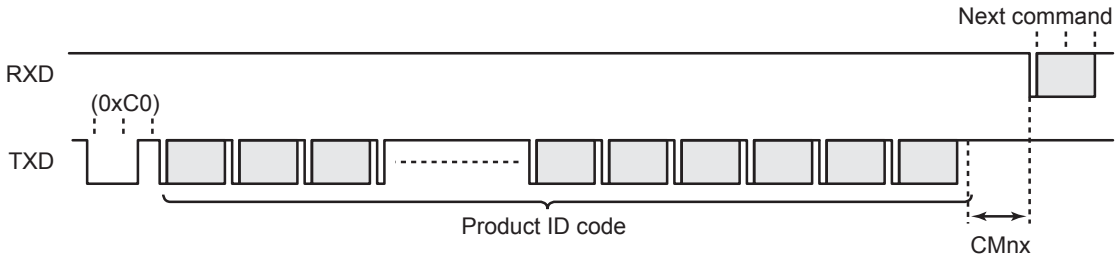 Next command
RXD
(0xC0)
TXD
Product ID code
CMnx